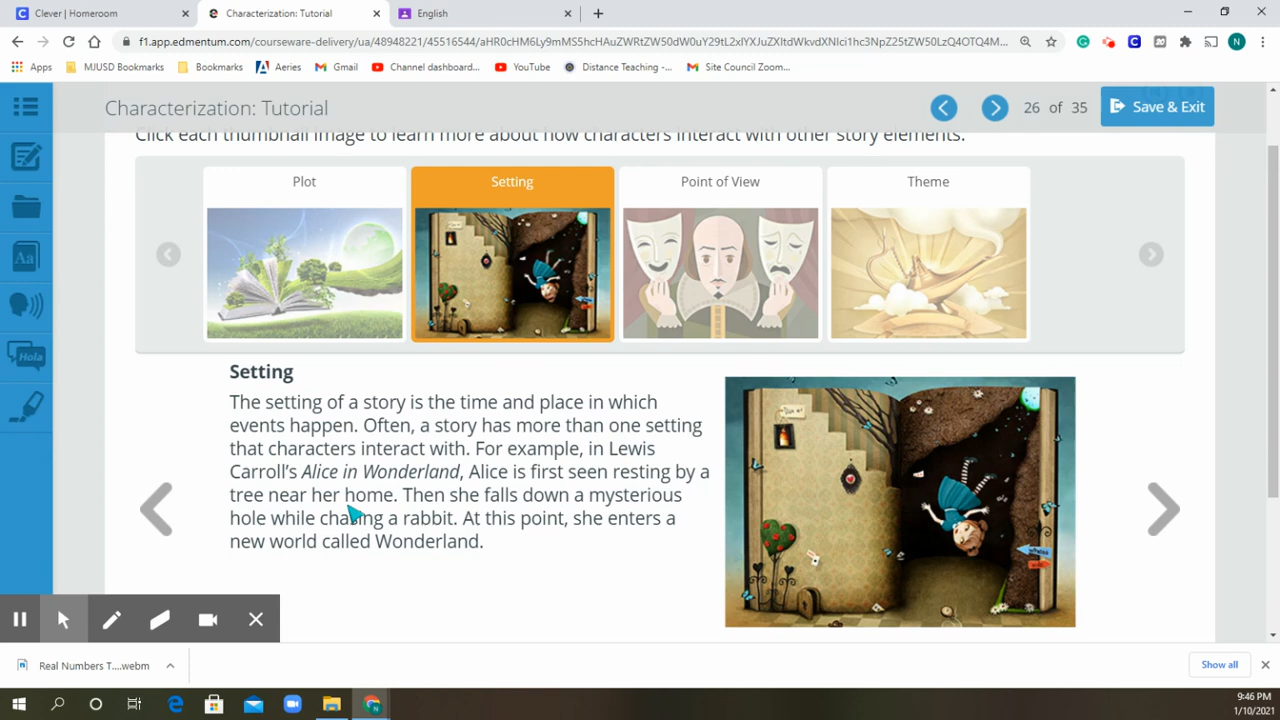 Clever | Homeroom
Characterization: Tutorial
English
f1.app.edmentum.com/courseware-delivery/ua/48948221/45516544/aHR0cHM6Ly9mMS5hcHAuZWRtZW50dW0uY29tL2xlYXJuZXItdWkvdXNlci1hc3NpZ25tZW50LzQ4OTQ4M...
Apps
MJUSD Bookmarks
Bookmarks
Aeries
Gmail
Channel dashboard...
YouTube
Distance Teaching -...
Site Council Zoom...
Characterization: Tutorial
26 of 35
Save & Exit
Click each thumbnail image to learn more about how characters interact with other story elements.
Plot
Setting
Point of View
Theme
Aa
Hola
Setting
The setting of a story is the time and place in which
events happen. Often, a story has more than one setting
that characters interact with. For example, in Lewis
Carroll's Alice in Wonderland, Alice is first seen resting by a
tree near her home. Then she falls down a mysterious
hole while chasing a rabbit. At this point, she enters a
new world called Wonderland.
Real Numbers T....webm
Show all
9:46 PM
1/10/2021